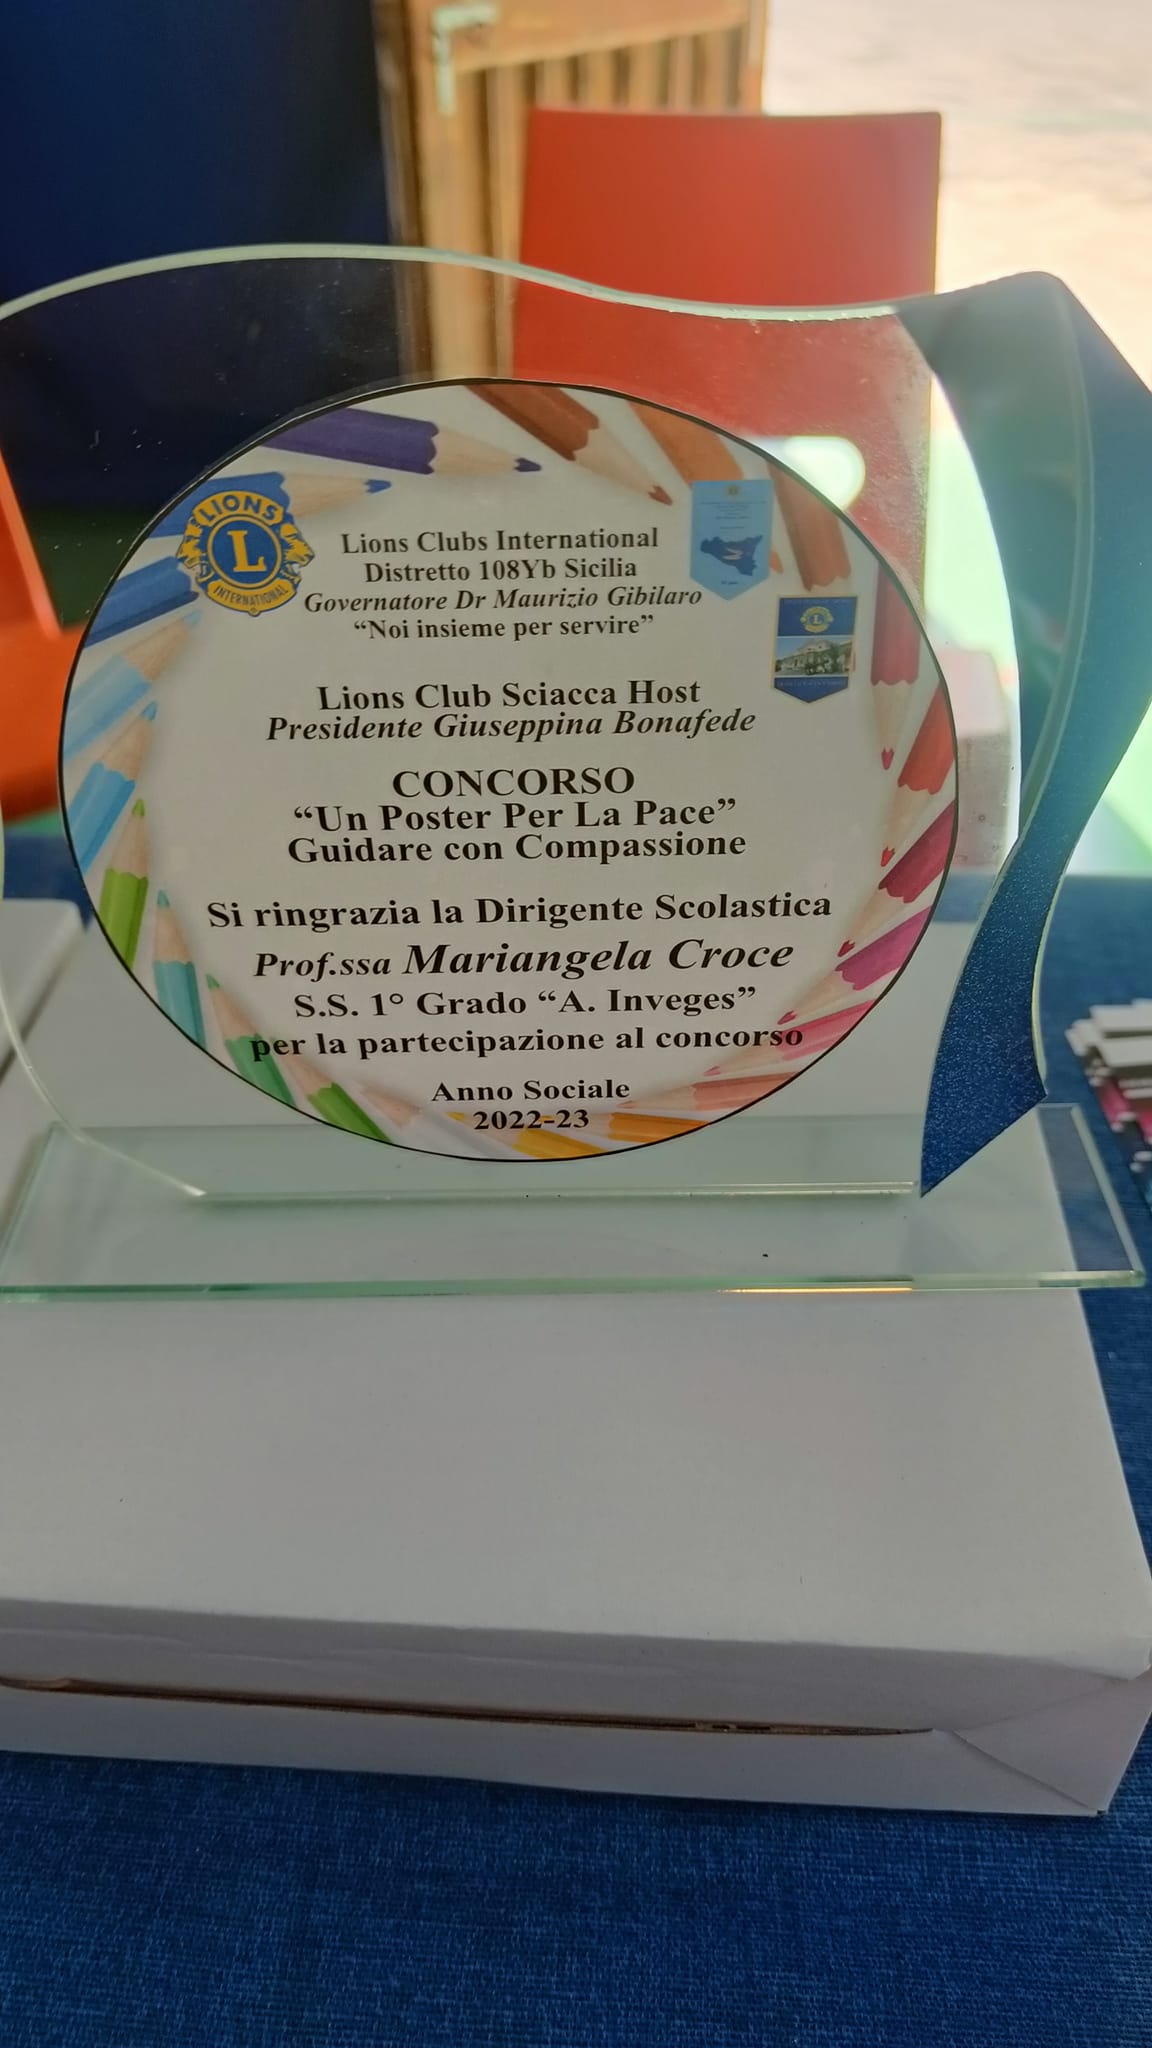 LIONS
L
INTERNATIONAL
Lions Clubs International
Distretto 108Yb Sicilia
Governatore Dr Maurizio Gibilaro
“Noi insieme per servire”
Lions Club Sciacca Host
Presidente Giuseppina Bonafede
CONCORSO
“Un Poster Per La Pace”
Guidare con Compassione
Si ringrazia la Dirigente Scolastica
Prof.ssa Mariangela Croce
S.S. 1° Grado “A. Inveges”
per la partecipazione al concorso
Anno Sociale
2022-23